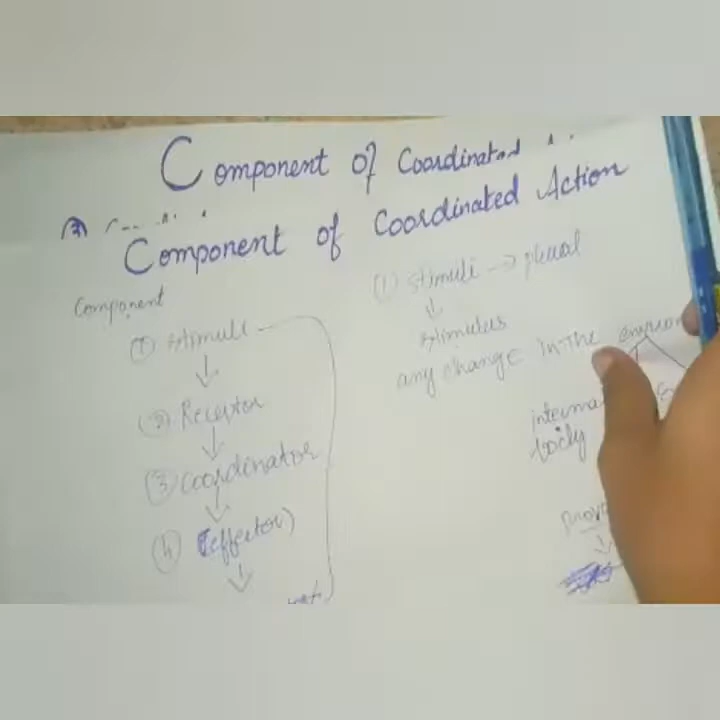 Component of Coordinated
Component of Coordinated Action
Component
(1) stimuli
(2) Receptor
(3) Coordinator
(4) (effector)
(1) stimuli → plural
stimulus
any change in the
body